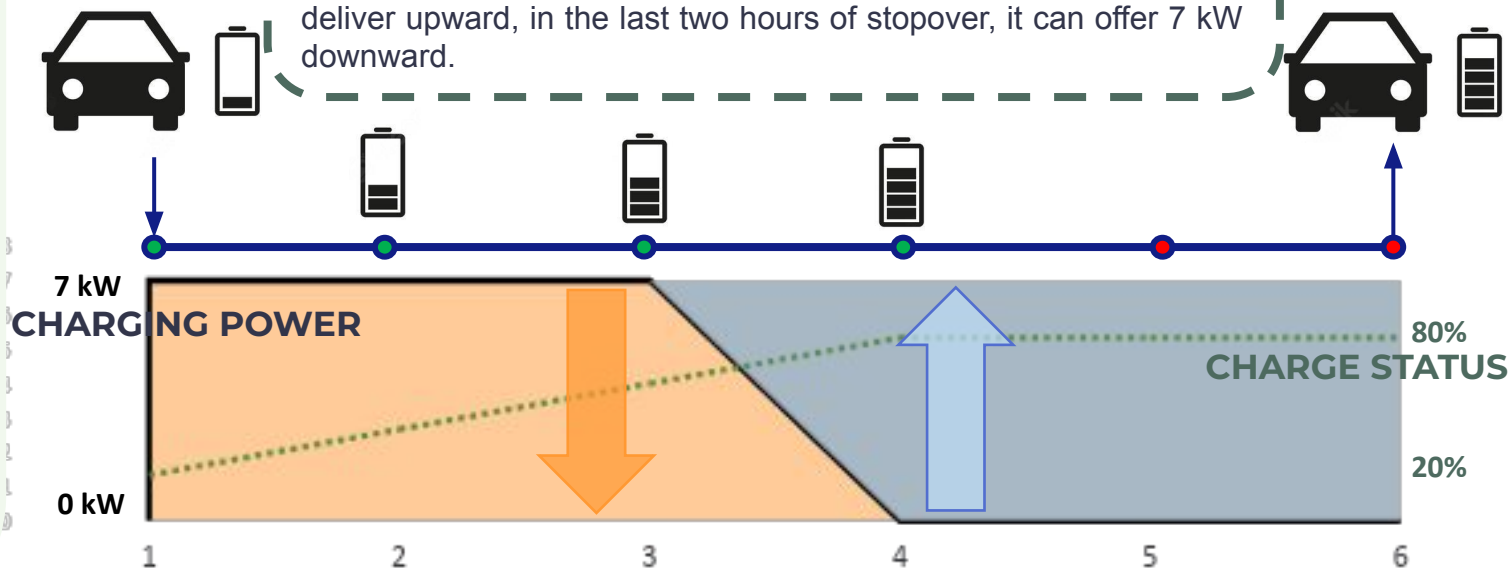 deliver upward, in the last two hours of stopover, it can offer 7 kW
downward.
7 kW
CHARGING POWER
80%
CHARGE STATUS
20%
0 kW
1 2 3 4 5 6